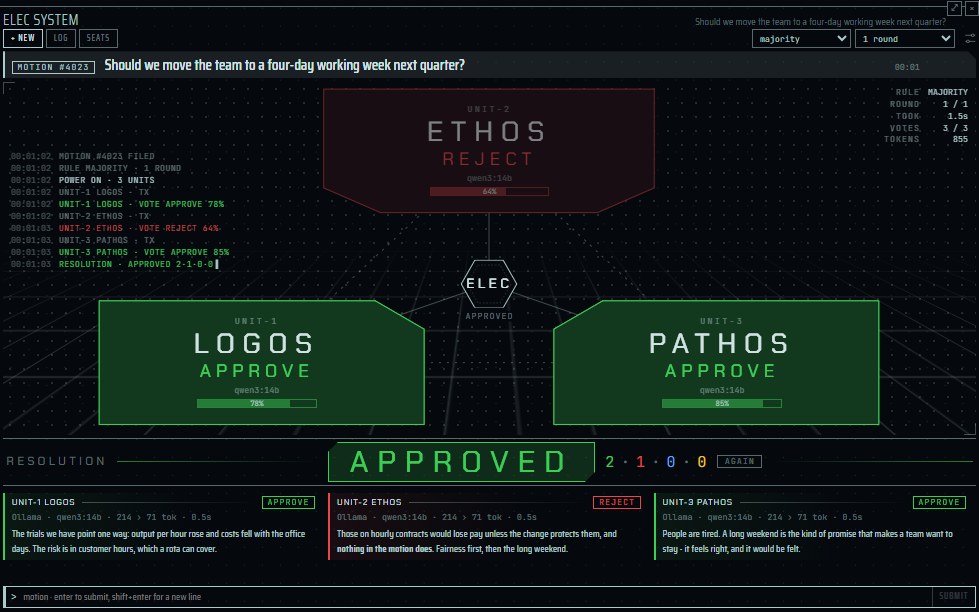 ELEC SYSTEM
Should we move the team to a four-day working week next quarter?
+ NEW
LOG
SEATS
majority
1 round
MOTION #4023
Should we move the team to a four-day working week next quarter?
00:01
RULE MAJORITY
ROUND 1 / 1
TOOK 1.5s
VOTES 3 / 3
TOKENS 855
00:01:02 MOTION #4023 FILED
00:01:02 RULE MAJORITY · 1 ROUND
00:01:02 POWER ON · 3 UNITS
00:01:02 UNIT-1 LOGOS · TX
00:01:02 UNIT-1 LOGOS · VOTE APPROVE 78%
00:01:02 UNIT-2 ETHOS · TX
00:01:03 UNIT-2 ETHOS · VOTE REJECT 64%
00:01:03 UNIT-3 PATHOS · TX
00:01:03 UNIT-3 PATHOS · VOTE APPROVE 85%
00:01:03 RESOLUTION · APPROVED 2·1·0·0
UNIT-2
ETHOS
REJECT
qwen3:14b
64%
ELEC
APPROVED
UNIT-1
LOGOS
APPROVE
qwen3:14b
78%
UNIT-3
PATHOS
APPROVE
qwen3:14b
85%
RESOLUTION
APPROVED
2 · 1 · 0 · 0
AGAIN
UNIT-1 LOGOS
APPROVE
Ollama · qwen3:14b · 214 › 71 tok · 0.5s
The trials we have point one way: output per hour rose and costs fell with the office
days. The risk is in customer hours, which a rota can cover.
UNIT-2 ETHOS
REJECT
Ollama · qwen3:14b · 214 › 71 tok · 0.5s
Those on hourly contracts would lose pay unless the change protects them, and
nothing in the motion does. Fairness first, then the long weekend.
UNIT-3 PATHOS
APPROVE
Ollama · qwen3:14b · 214 › 71 tok · 0.5s
People are tired. A long weekend is the kind of promise that makes a team want to
stay - it feels right, and it would be felt.
> motion · enter to submit, shift+enter for a new line
SUBMIT